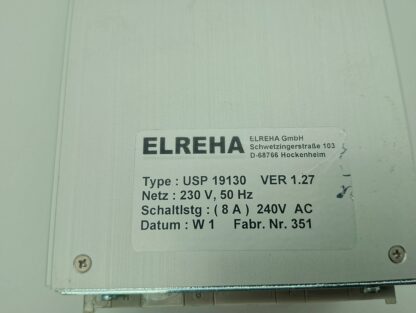 ELREHA
ELREHA GmbH
Schwetzingerstraße 103
D-68766 Hockenheim
Type : USP 19130 VER 1.27
Netz : 230 V, 50 Hz
Schaltlstg : ( 8 A ) 240V AC
Datum : W 1 Fabr. Nr. 351